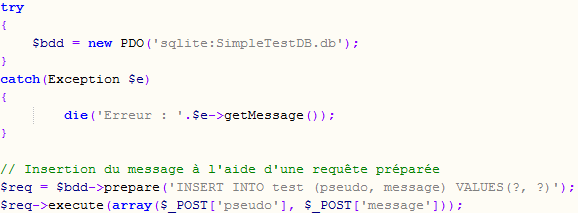 try
{
    $bdd = new PDO('sqlite:SimpleTestDB.db');
}
catch(Exception $e)
{
        die('Erreur : '.$e->getMessage());
}

// Insertion du message à l'aide d'une requête préparée
$req = $bdd->prepare('INSERT INTO test (pseudo, message) VALUES(?, ?)');
$req->execute(array($_POST['pseudo'], $_POST['message']));